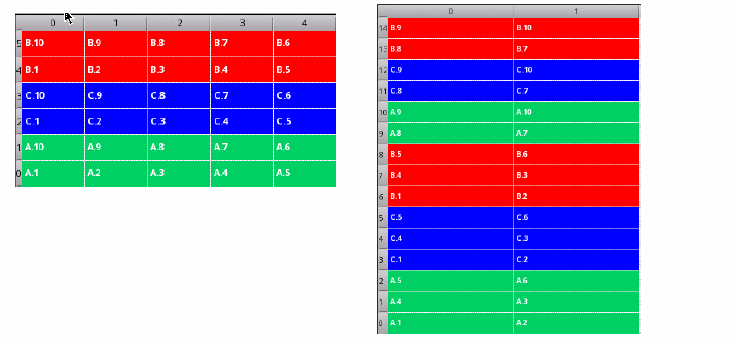 0 1 2 3 4
5 B.10 B.9 B.8 B.7 B.6
4 B.1 B.2 B.3 B.4 B.5
3 C.10 C.9 C.8 C.7 C.6
2 C.1 C.2 C.3 C.4 C.5
1 A.10 A.9 A.8 A.7 A.6
0 A.1 A.2 A.3 A.4 A.5
0 1
14 B.9 B.10
13 B.8 B.7
12 C.9 C.10
11 C.8 C.7
10 A.9 A.10
9 A.8 A.7
8 B.5 B.6
7 B.4 B.3
6 B.1 B.2
5 C.5 C.6
4 C.4 C.3
3 C.1 C.2
2 A.5 A.6
1 A.4 A.3
0 A.1 A.2